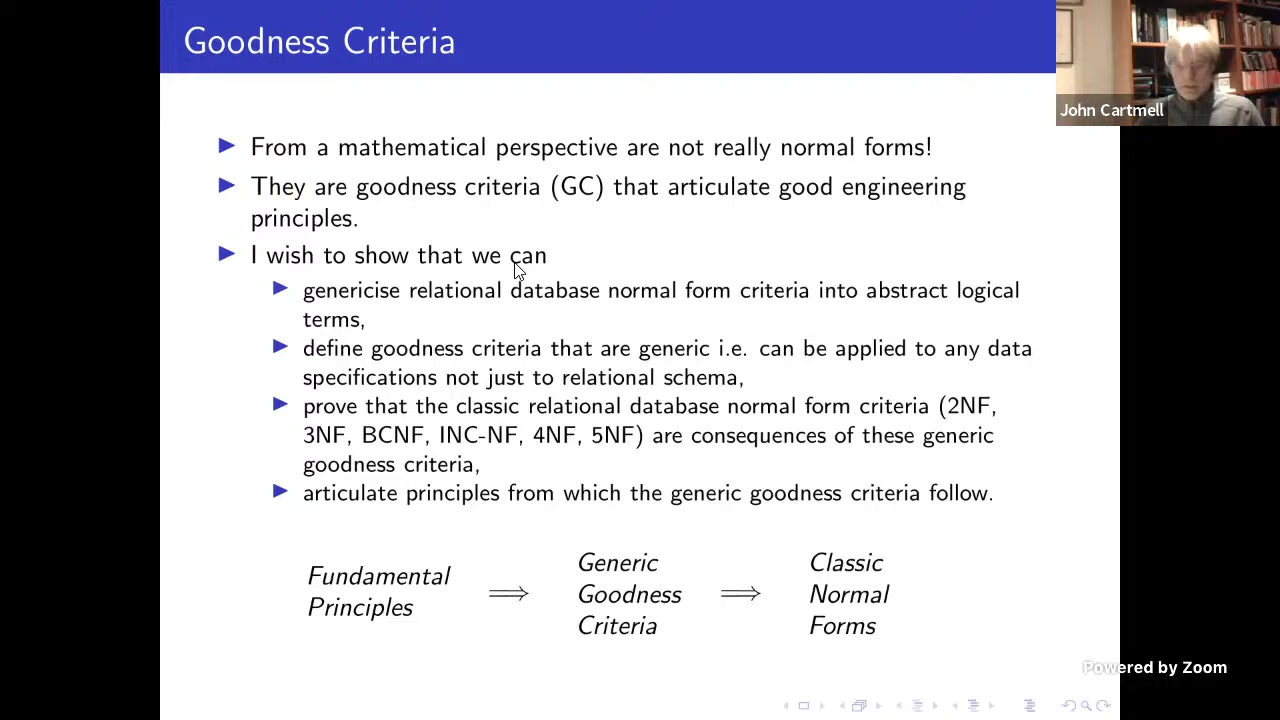 Goodness Criteria
John Cartmell
From a mathematical perspective are not really normal forms!
They are goodness criteria (GC) that articulate good engineering
principles.
I wish to show that we can
genericise relational database normal form criteria into abstract logical
terms,
define goodness criteria that are generic i.e. can be applied to any data
specifications not just to relational schema,
prove that the classic relational database normal form criteria (2NF,
3NF, BCNF, INC-NF, 4NF, 5NF) are consequences of these generic
goodness criteria,
articulate principles from which the generic goodness criteria follow.
Fundamental
Principles
⟹
Generic
Goodness
Criteria
⟹
Classic
Normal
Forms
Powered by Zoom